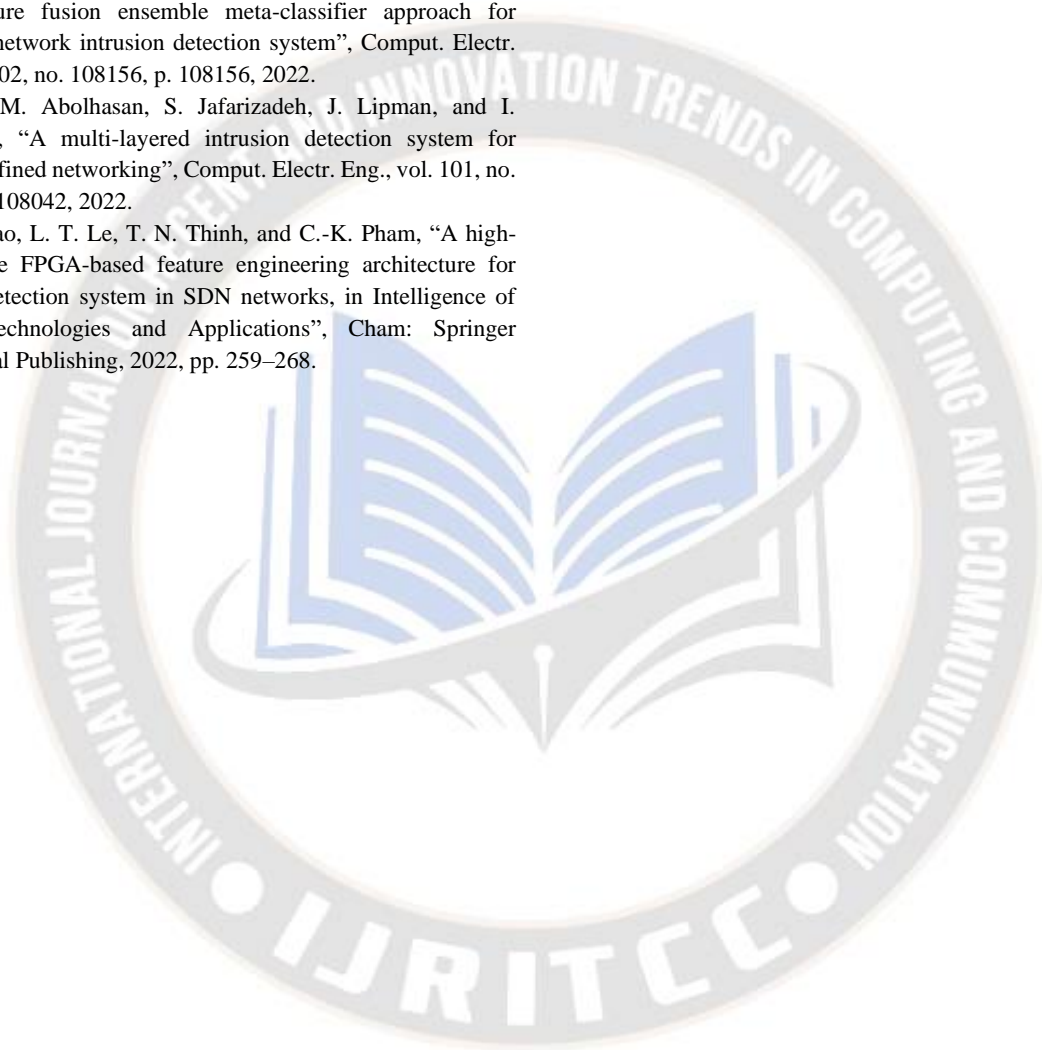 ure fusion ensemble meta-classifier approach for
network intrusion detection system”, Comput. Electr.
02, no. 108156, p. 108156, 2022.
M. Abolhasan, S. Jafarizadeh, J. Lipman, and I.
, “A multi-layered intrusion detection system for
fined networking”, Comput. Electr. Eng., vol. 101, no.
108042, 2022.
ao, L. T. Le, T. N. Thinh, and C.-K. Pham, “A high-
e FPGA-based feature engineering architecture for
etection system in SDN networks, in Intelligence of
echnologies and Applications”, Cham: Springer
al Publishing, 2022, pp. 259–268.
INTERNATIONAL JOURNAL ON RECENT AND INNOVATION TRENDS IN COMPUTING AND COMMUNICATION
IJRITCC